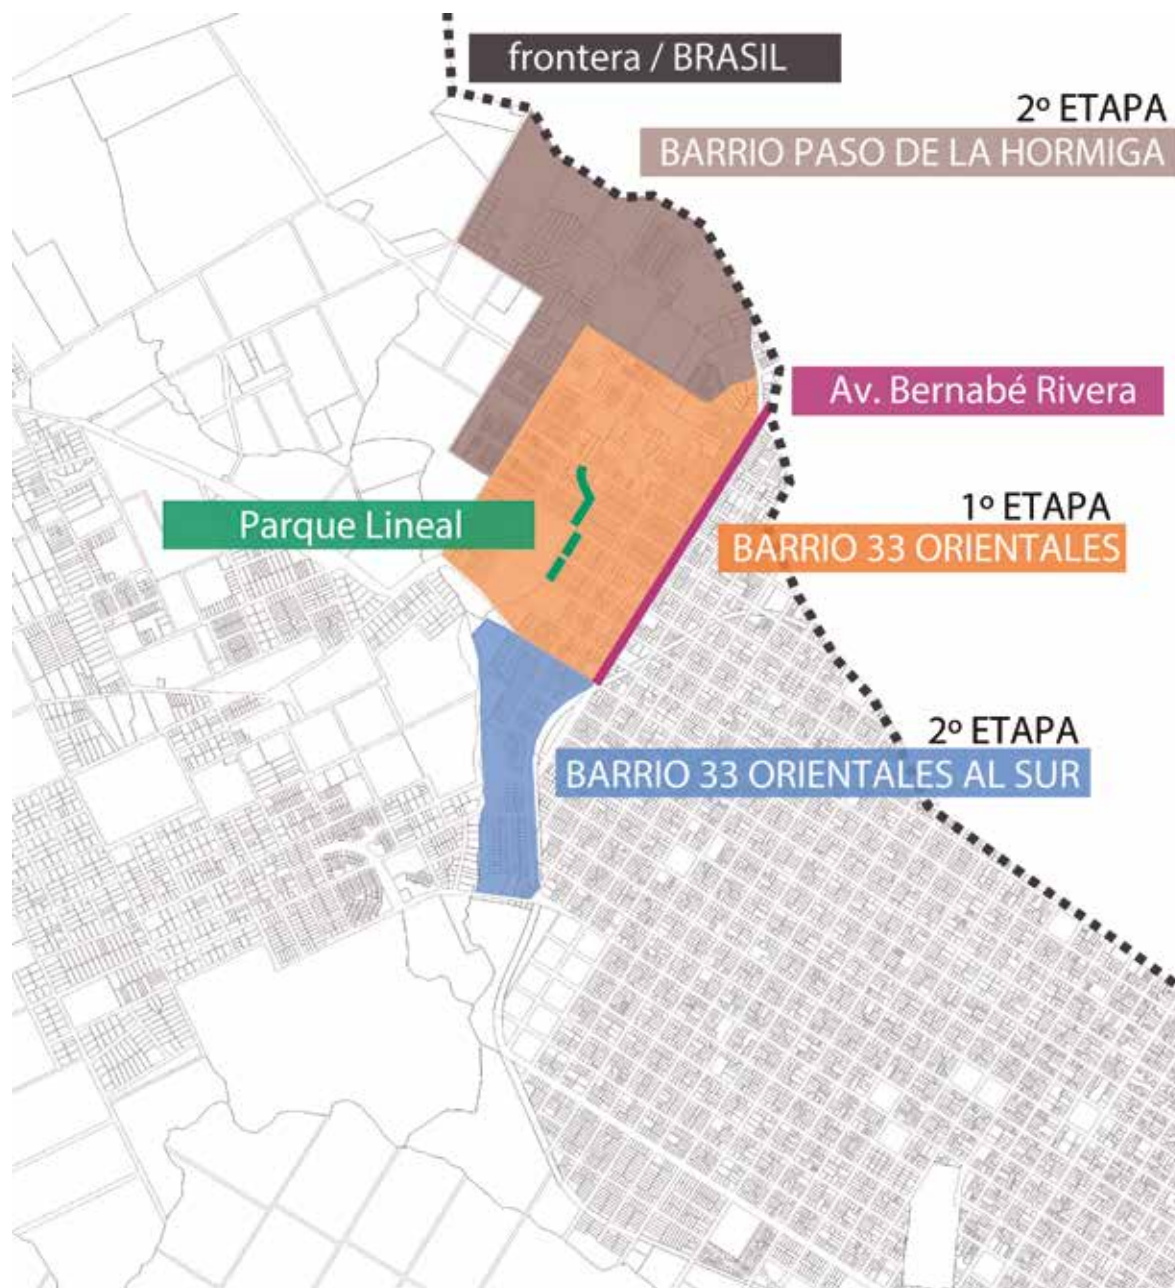 frontera / BRASIL
2º ETAPA
BARRIO PASO DE LA HORMIGA
Av. Bernabé Rivera
1º ETAPA
Parque Lineal
BARRIO 33 ORIENTALES
2º ETAPA
BARRIO 33 ORIENTALES AL SUR